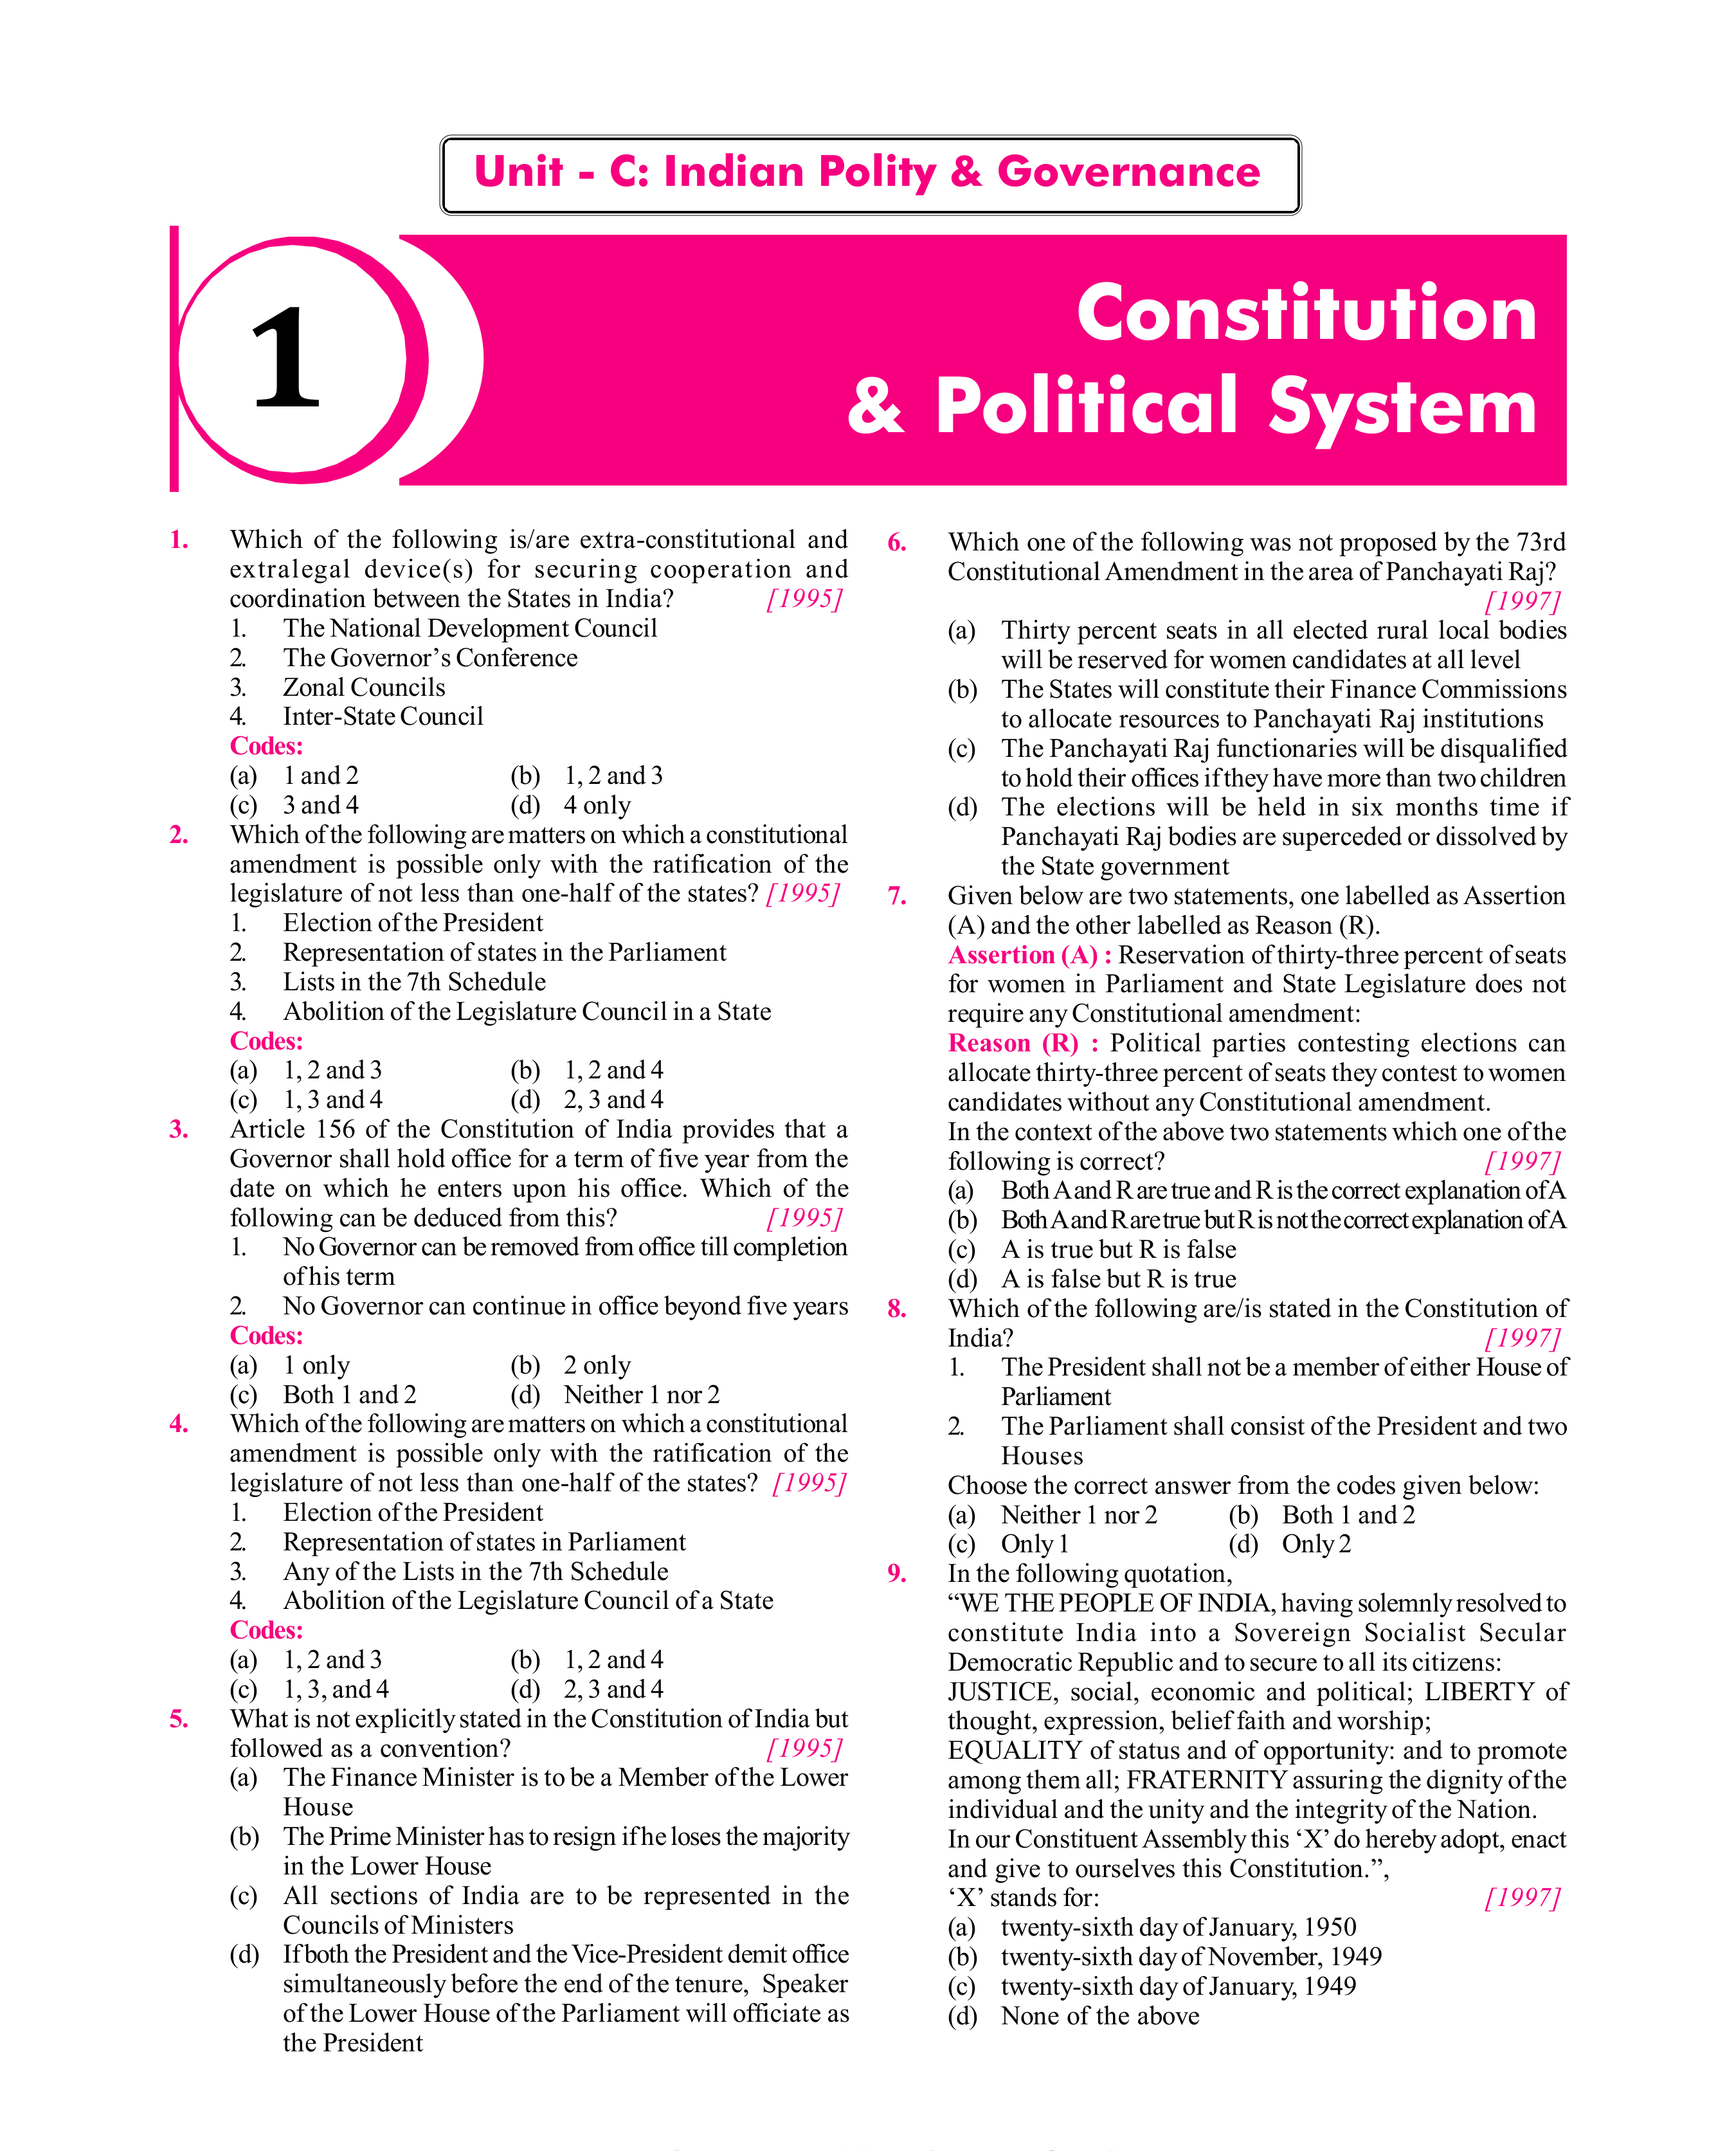 Unit - C: Indian Polity & Governance
1
Constitution
& Political System
1. Which of the following is/are extra-constitutional and
extralegal device(s) for securing cooperation and
coordination between the States in India? [1995]
1. The National Development Council
2. The Governor’s Conference
3. Zonal Councils
4. Inter-State Council
Codes:
(a) 1 and 2 (b) 1, 2 and 3
(c) 3 and 4 (d) 4 only
2. Which of the following are matters on which a constitutional
amendment is possible only with the ratification of the
legislature of not less than one-half of the states? [1995]
1. Election of the President
2. Representation of states in the Parliament
3. Lists in the 7th Schedule
4. Abolition of the Legislature Council in a State
Codes:
(a) 1, 2 and 3 (b) 1, 2 and 4
(c) 1, 3 and 4 (d) 2, 3 and 4
3. Article 156 of the Constitution of India provides that a
Governor shall hold office for a term of five year from the
date on which he enters upon his office. Which of the
following can be deduced from this? [1995]
1. No Governor can be removed from office till completion
of his term
2. No Governor can continue in office beyond five years
Codes:
(a) 1 only (b) 2 only
(c) Both 1 and 2 (d) Neither 1 nor 2
4. Which of the following are matters on which a constitutional
amendment is possible only with the ratification of the
legislature of not less than one-half of the states? [1995]
1. Election of the President
2. Representation of states in Parliament
3. Any of the Lists in the 7th Schedule
4. Abolition of the Legislature Council of a State
Codes:
(a) 1, 2 and 3 (b) 1, 2 and 4
(c) 1, 3, and 4 (d) 2, 3 and 4
5. What is not explicitly stated in the Constitution of India but
followed as a convention? [1995]
(a) The Finance Minister is to be a Member of the Lower
House
(b) The Prime Minister has to resign if he loses the majority
in the Lower House
(c) All sections of India are to be represented in the
Councils of Ministers
(d) If both the President and the Vice-President demit office
simultaneously before the end of the tenure, Speaker
of the Lower House of the Parliament will officiate as
the President
6. Which one of the following was not proposed by the 73rd
Constitutional Amendment in the area of Panchayati Raj?
[1997]
(a) Thirty percent seats in all elected rural local bodies
will be reserved for women candidates at all level
(b) The States will constitute their Finance Commissions
to allocate resources to Panchayati Raj institutions
(c) The Panchayati Raj functionaries will be disqualified
to hold their offices if they have more than two children
(d) The elections will be held in six months time if
Panchayati Raj bodies are superceded or dissolved by
the State government
7. Given below are two statements, one labelled as Assertion
(A) and the other labelled as Reason (R).
Assertion (A) : Reservation of thirty-three percent of seats
for women in Parliament and State Legislature does not
require any Constitutional amendment:
Reason (R) : Political parties contesting elections can
allocate thirty-three percent of seats they contest to women
candidates without any Constitutional amendment.
In the context of the above two statements which one of the
following is correct? [1997]
(a) Both A and R are true and R is the correct explanation of A
(b) Both A and R are true but R is not the correct explanation of A
(c) A is true but R is false
(d) A is false but R is true
8. Which of the following are/is stated in the Constitution of
India? [1997]
1. The President shall not be a member of either House of
Parliament
2. The Parliament shall consist of the President and two
Houses
Choose the correct answer from the codes given below:
(a) Neither 1 nor 2 (b) Both 1 and 2
(c) Only 1 (d) Only 2
9. In the following quotation,
“WE THE PEOPLE OF INDIA, having solemnly resolved to
constitute India into a Sovereign Socialist Secular
Democratic Republic and to secure to all its citizens:
JUSTICE, social, economic and political; LIBERTY of
thought, expression, belief faith and worship;
EQUALITY of status and of opportunity: and to promote
among them all; FRATERNITY assuring the dignity of the
individual and the unity and the integrity of the Nation.
In our Constituent Assembly this ‘X’ do hereby adopt, enact
and give to ourselves this Constitution.”,
‘X’ stands for: [1997]
(a) twenty-sixth day of January, 1950
(b) twenty-sixth day of November, 1949
(c) twenty-sixth day of January, 1949
(d) None of the above